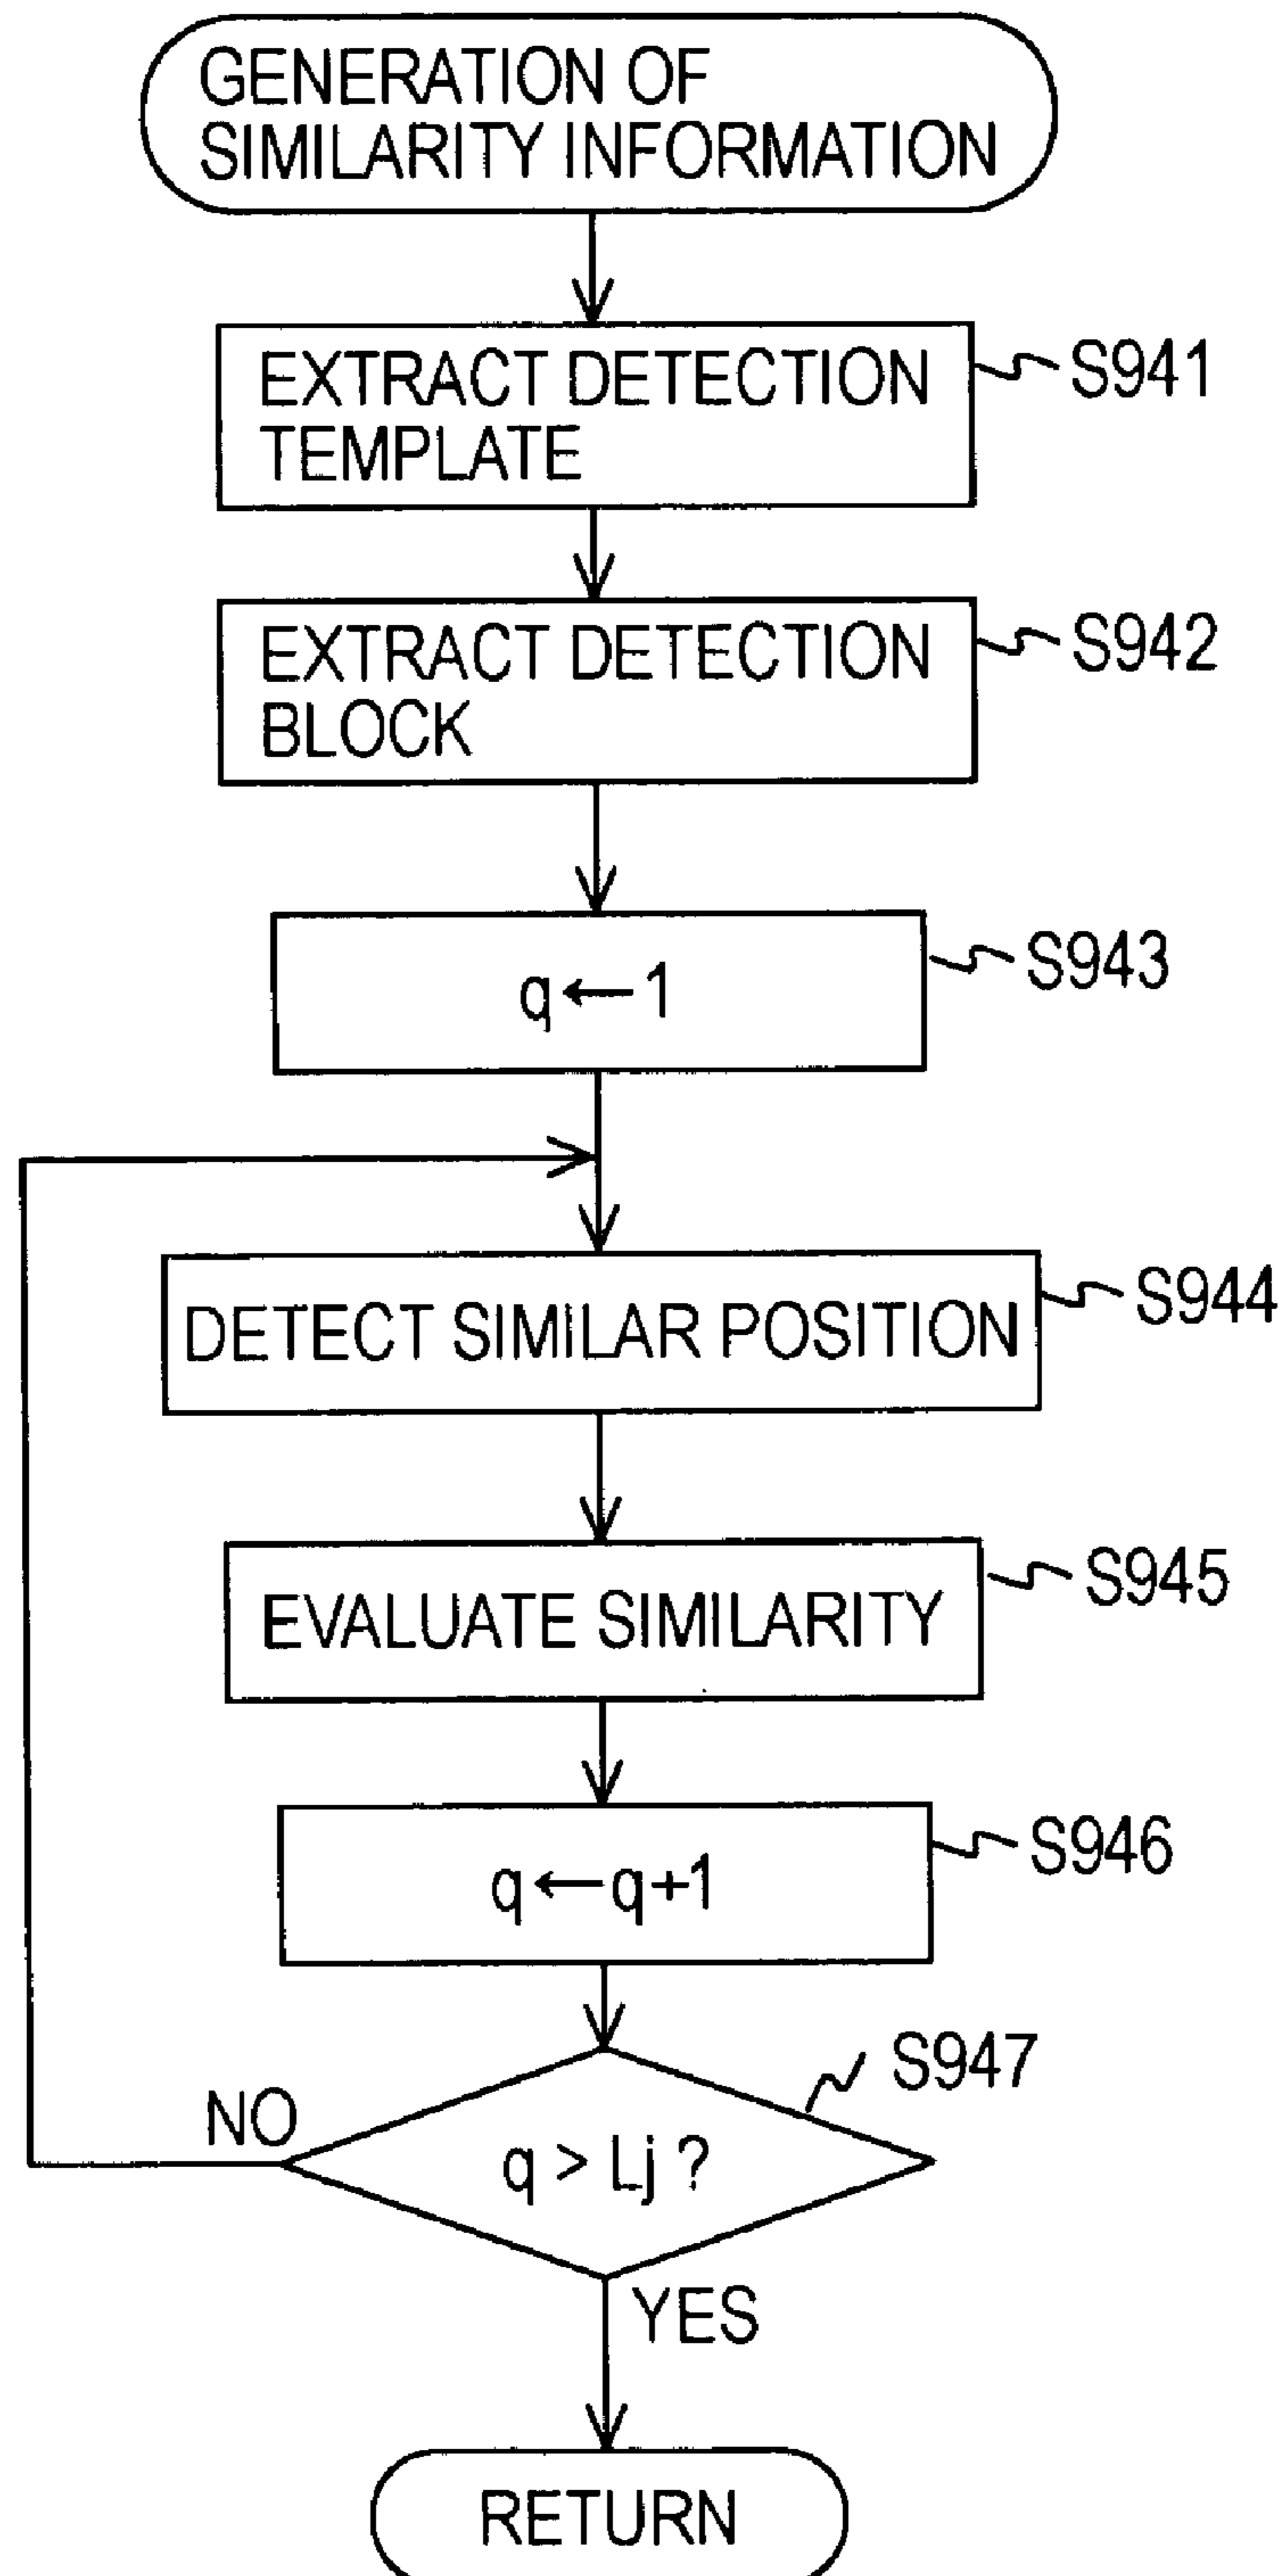 GENERATION OF
SIMILARITY INFORMATION
EXTRACT DETECTION
TEMPLATE
S941
EXTRACT DETECTION
BLOCK
S942
q ← 1
S943
DETECT SIMILAR POSITION
S944
EVALUATE SIMILARITY
S945
q ← q+1
S946
q > Lj ?
S947
NO
YES
RETURN